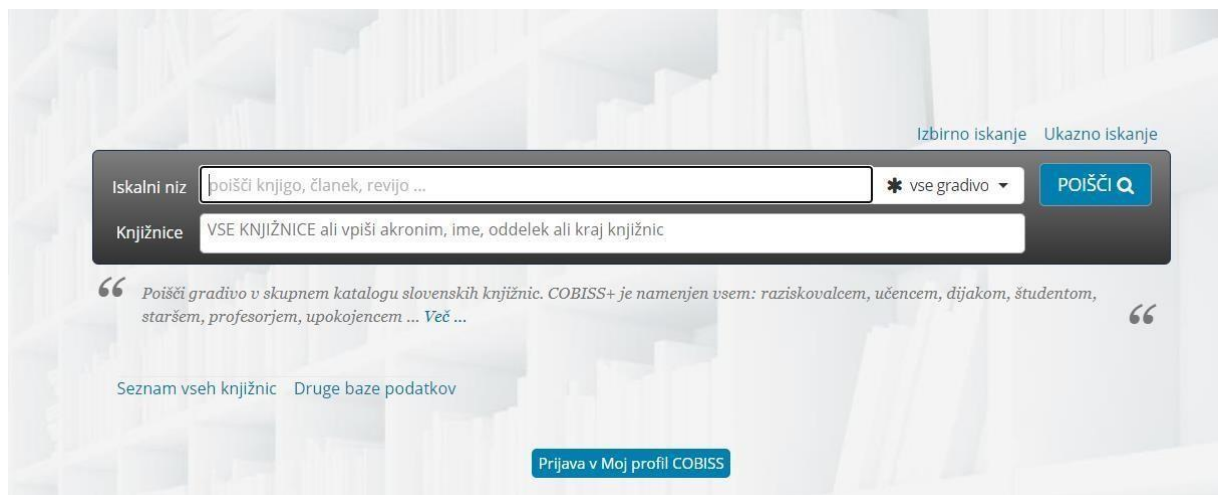 Izbirno iskanje Ukazno iskanje
Iskalni niz poišči knjigo, članek, revijo ... vse gradivo POIŠČI
Knjižnice VSE KNJIŽNICE ali vpiši akronim, ime, oddelek ali kraj knjižnic
“ Poišči gradivo v skupnem katalogu slovenskih knjižnic. COBISS+ je namenjen vsem: raziskovalcem, učencem, dijakom, študentom,
staršem, profesorjem, upokojencem ... Več ... “
Seznam vseh knjižnic Druge baze podatkov
Prijava v Moj profil COBISS